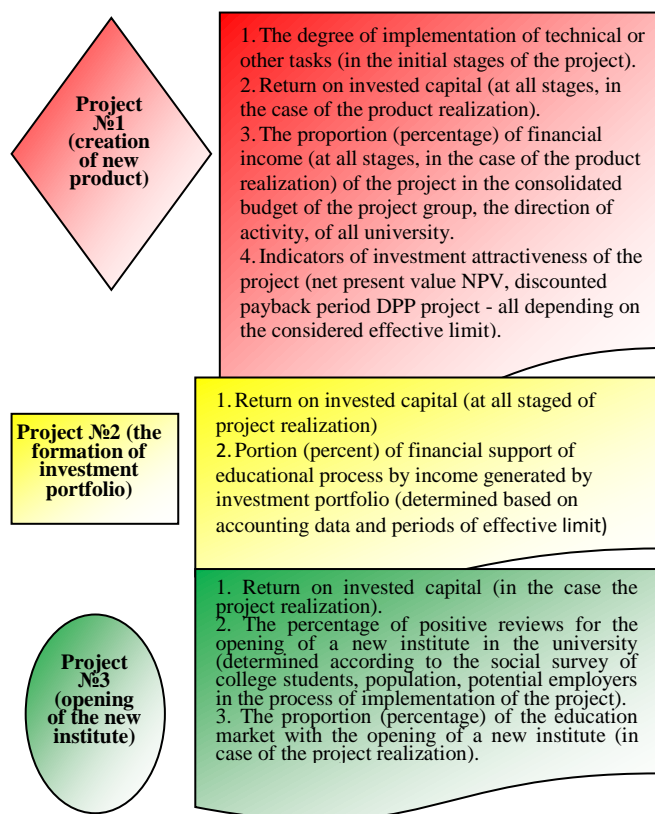 Project
№1
(creation
of new
product)
1. The degree of implementation of technical or
other tasks (in the initial stages of the project).
2. Return on invested capital (at all stages, in
the case of the product realization).
3. The proportion (percentage) of financial
income (at all stages, in the case of the product
realization) of the project in the consolidated
budget of the project group, the direction of
activity, of all university.
4. Indicators of investment attractiveness of the
project (net present value NPV, discounted
payback period DPP project - all depending on
the considered effective limit).
Project №2 (the
formation of
investment
portfolio)
1. Return on invested capital (at all staged of
project realization)
2. Portion (percent) of financial support of
educational process by income generated by
investment portfolio (determined based on
accounting data and periods of effective limit)
Project
№3
(opening
of the new
institute)
1. Return on invested capital (in the case the
project realization).
2. The percentage of positive reviews for the
opening of a new institute in the university
(determined according to the social survey of
college students, population, potential employers
in the process of implementation of the project).
3. The proportion (percentage) of the education
market with the opening of a new institute (in
case of the project realization).